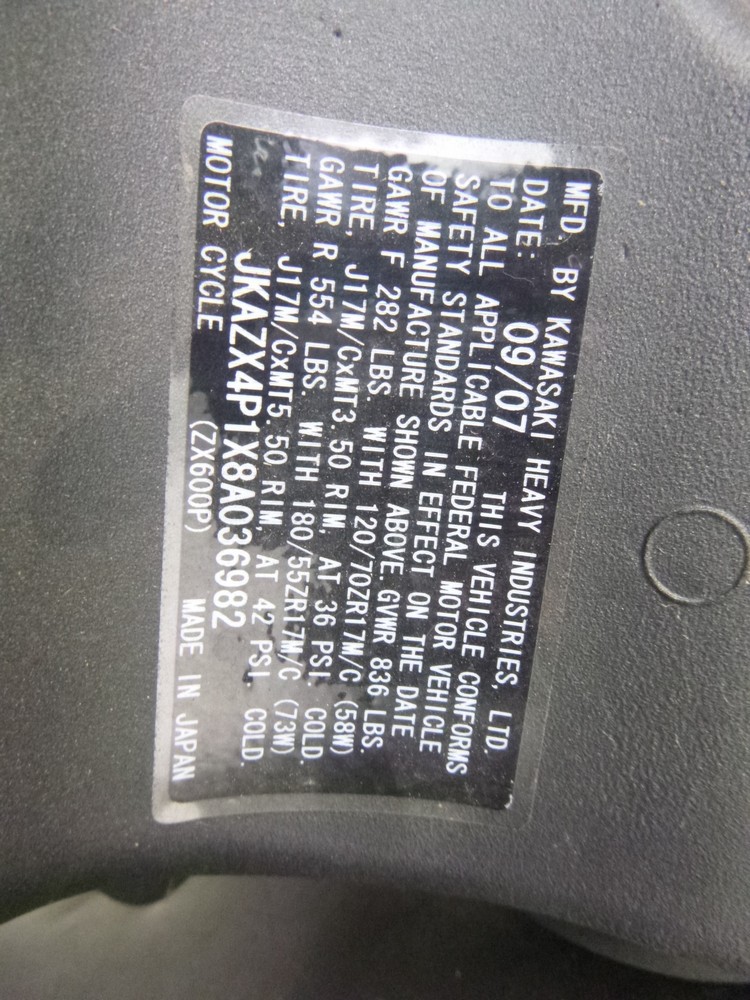 MFD. BY KAWASAKI HEAVY INDUSTRIES, LTD.
DATE: 09/07 THIS VEHICLE CONFORMS
TO ALL APPLICABLE FEDERAL MOTOR VEHICLE
SAFETY STANDARDS IN EFFECT ON THE DATE
OF MANUFACTURE SHOWN ABOVE. GVWR 836 LBS.
GAWR F 282 LBS. WITH 120/70ZR17M/C (58W)
TIRE, J17M/CxMT3.50 RIM, AT 36 PSI. COLD.
GAWR R 554 LBS. WITH 180/55ZR17M/C (73W)
TIRE, J17M/CxMT5.50 RIM, AT 42 PSI. COLD.
JKAZX4P1X8A036982
MOTOR CYCLE (ZX600P) MADE IN JAPAN